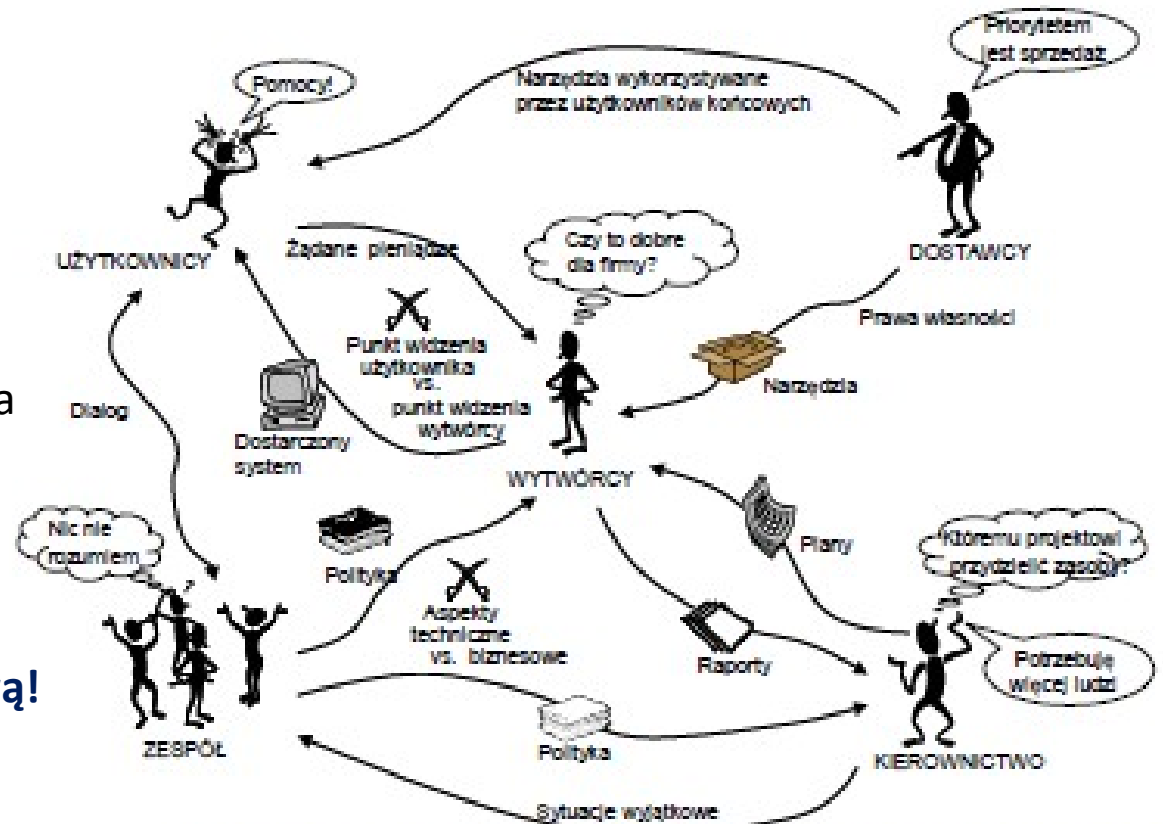 Priorytetem
jest sprzedaż
Pomocy!
Narzędzia wykorzystywane
przez użytkowników końcowych
UŻYTKOWNICY
Żądane pieniądze
Czy to dobre
dla firmy?
DOSTAWCY
Prawa własności
Punkt widzenia
użytkownika
vs.
punkt widzenia
wytwórcy
Narzędzia
a
Dialog
Dostarczony
system
WYTWÓRCY
Nic nie
rozumiem
Polityka
Plany
Któremu projektowi
przydzielić zasoby?
Aspekty
techniczne
vs. biznesowe
Raporty
Potrzebuję
więcej ludzi
ą!
ZESPÓŁ
Polityka
KIEROWNICTWO
Sytuacje wyjątkowe